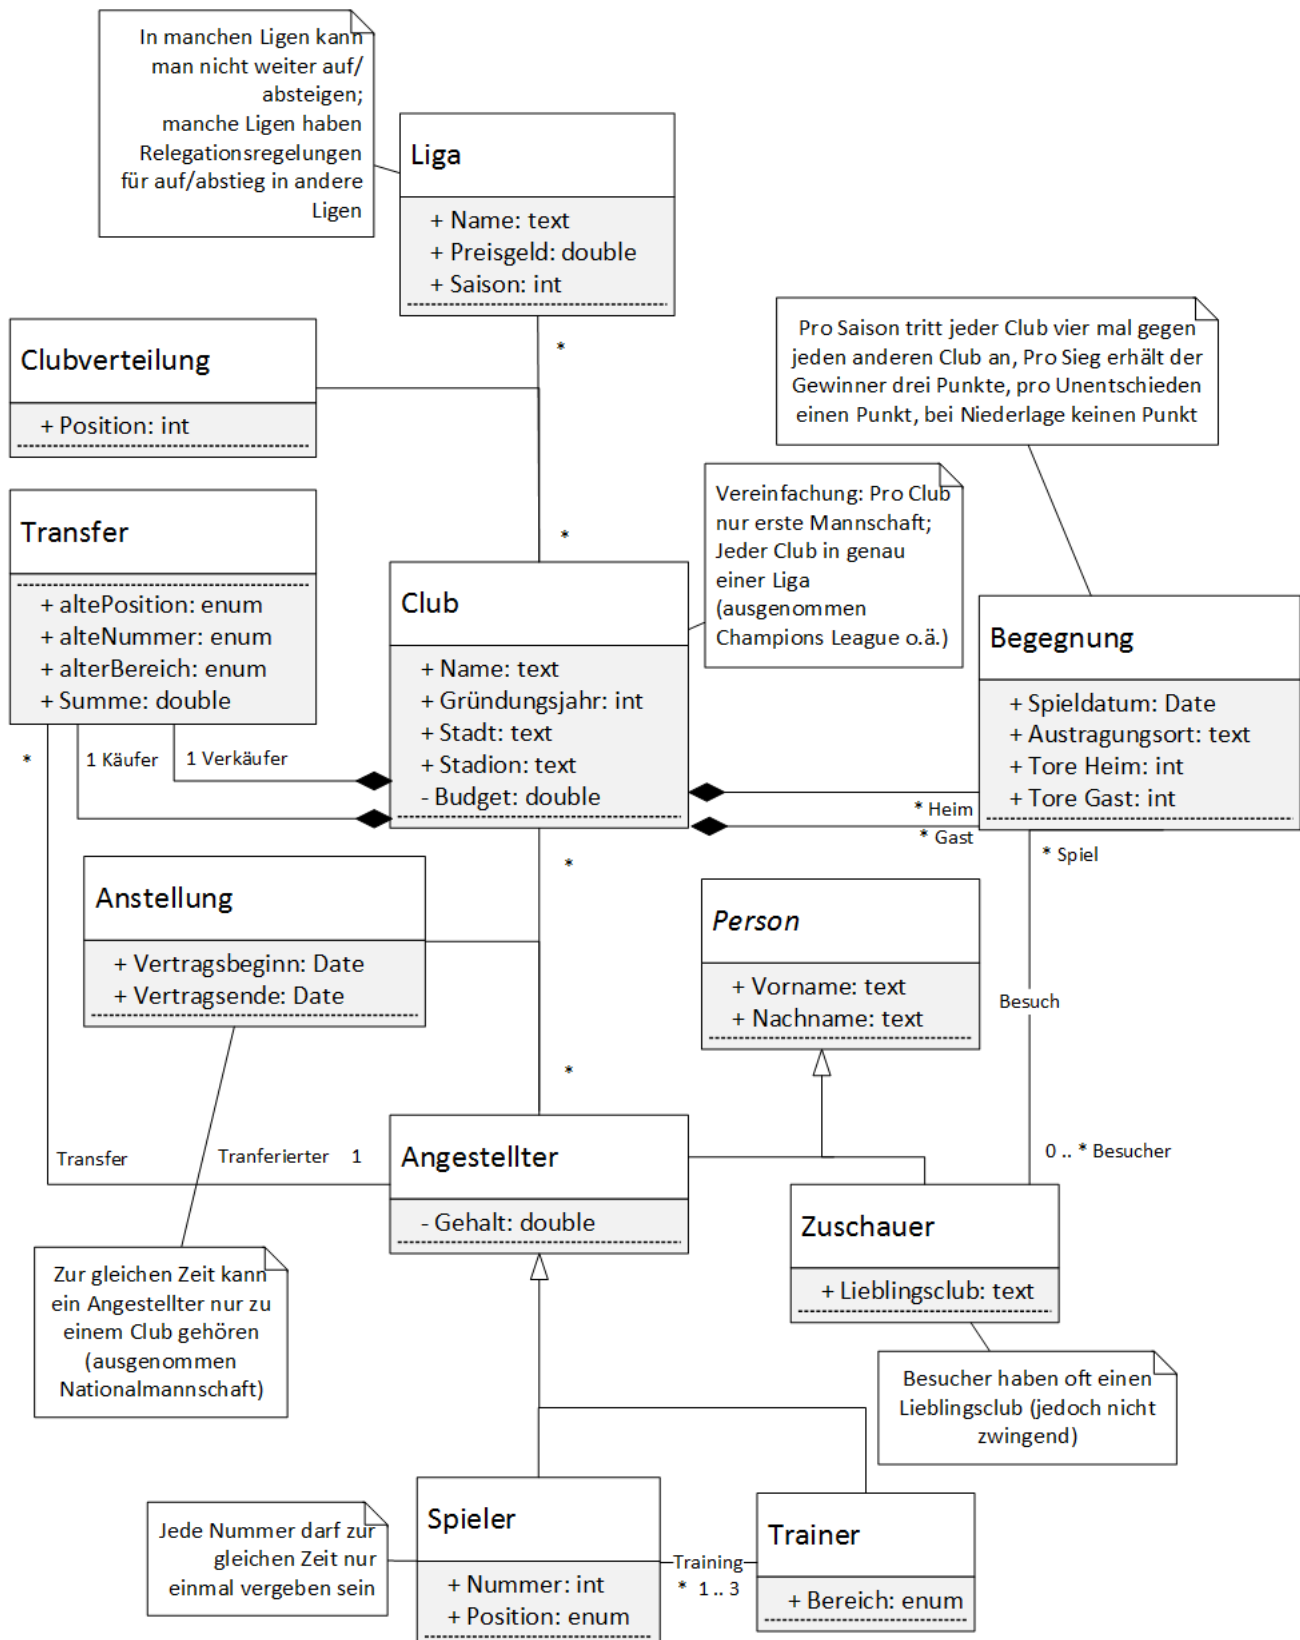 In manchen Ligen kann
man nicht weiter auf/
absteigen;
manche Ligen haben
Relegationsregelungen
für auf/abstieg in andere
Ligen
Liga
+ Name: text
+ Preisgeld: double
+ Saison: int
*
*
Clubverteilung
+ Position: int
Pro Saison tritt jeder Club vier mal gegen
jeden anderen Club an, Pro Sieg erhält der
Gewinner drei Punkte, pro Unentschieden
einen Punkt, bei Niederlage keinen Punkt
Transfer
+ altePosition: enum
+ alteNummer: enum
+ alterBereich: enum
+ Summe: double
Vereinfachung: Pro Club
nur erste Mannschaft;
Jeder Club in genau
einer Liga
(ausgenommen
Champions League o.ä.)
Club
+ Name: text
+ Gründungsjahr: int
+ Stadt: text
+ Stadion: text
- Budget: double
Begegnung
+ Spieldatum: Date
+ Austragungsort: text
+ Tore Heim: int
+ Tore Gast: int
*
1 Käufer
1 Verkäufer
* Heim
* Gast
* Spiel
*
Anstellung
+ Vertragsbeginn: Date
+ Vertragsende: Date
Person
+ Vorname: text
+ Nachname: text
Besuch
*
Transfer
Tranferierter 1
Angestellter
- Gehalt: double
0 .. * Besucher
Zuschauer
+ Lieblingsclub: text
Zur gleichen Zeit kann
ein Angestellter nur zu
einem Club gehören
(ausgenommen
Nationalmannschaft)
Besucher haben oft einen
Lieblingsclub (jedoch nicht
zwingend)
Jede Nummer darf zur
gleichen Zeit nur
einmal vergeben sein
Spieler
+ Nummer: int
+ Position: enum
Training
* 1 .. 3
Trainer
+ Bereich: enum